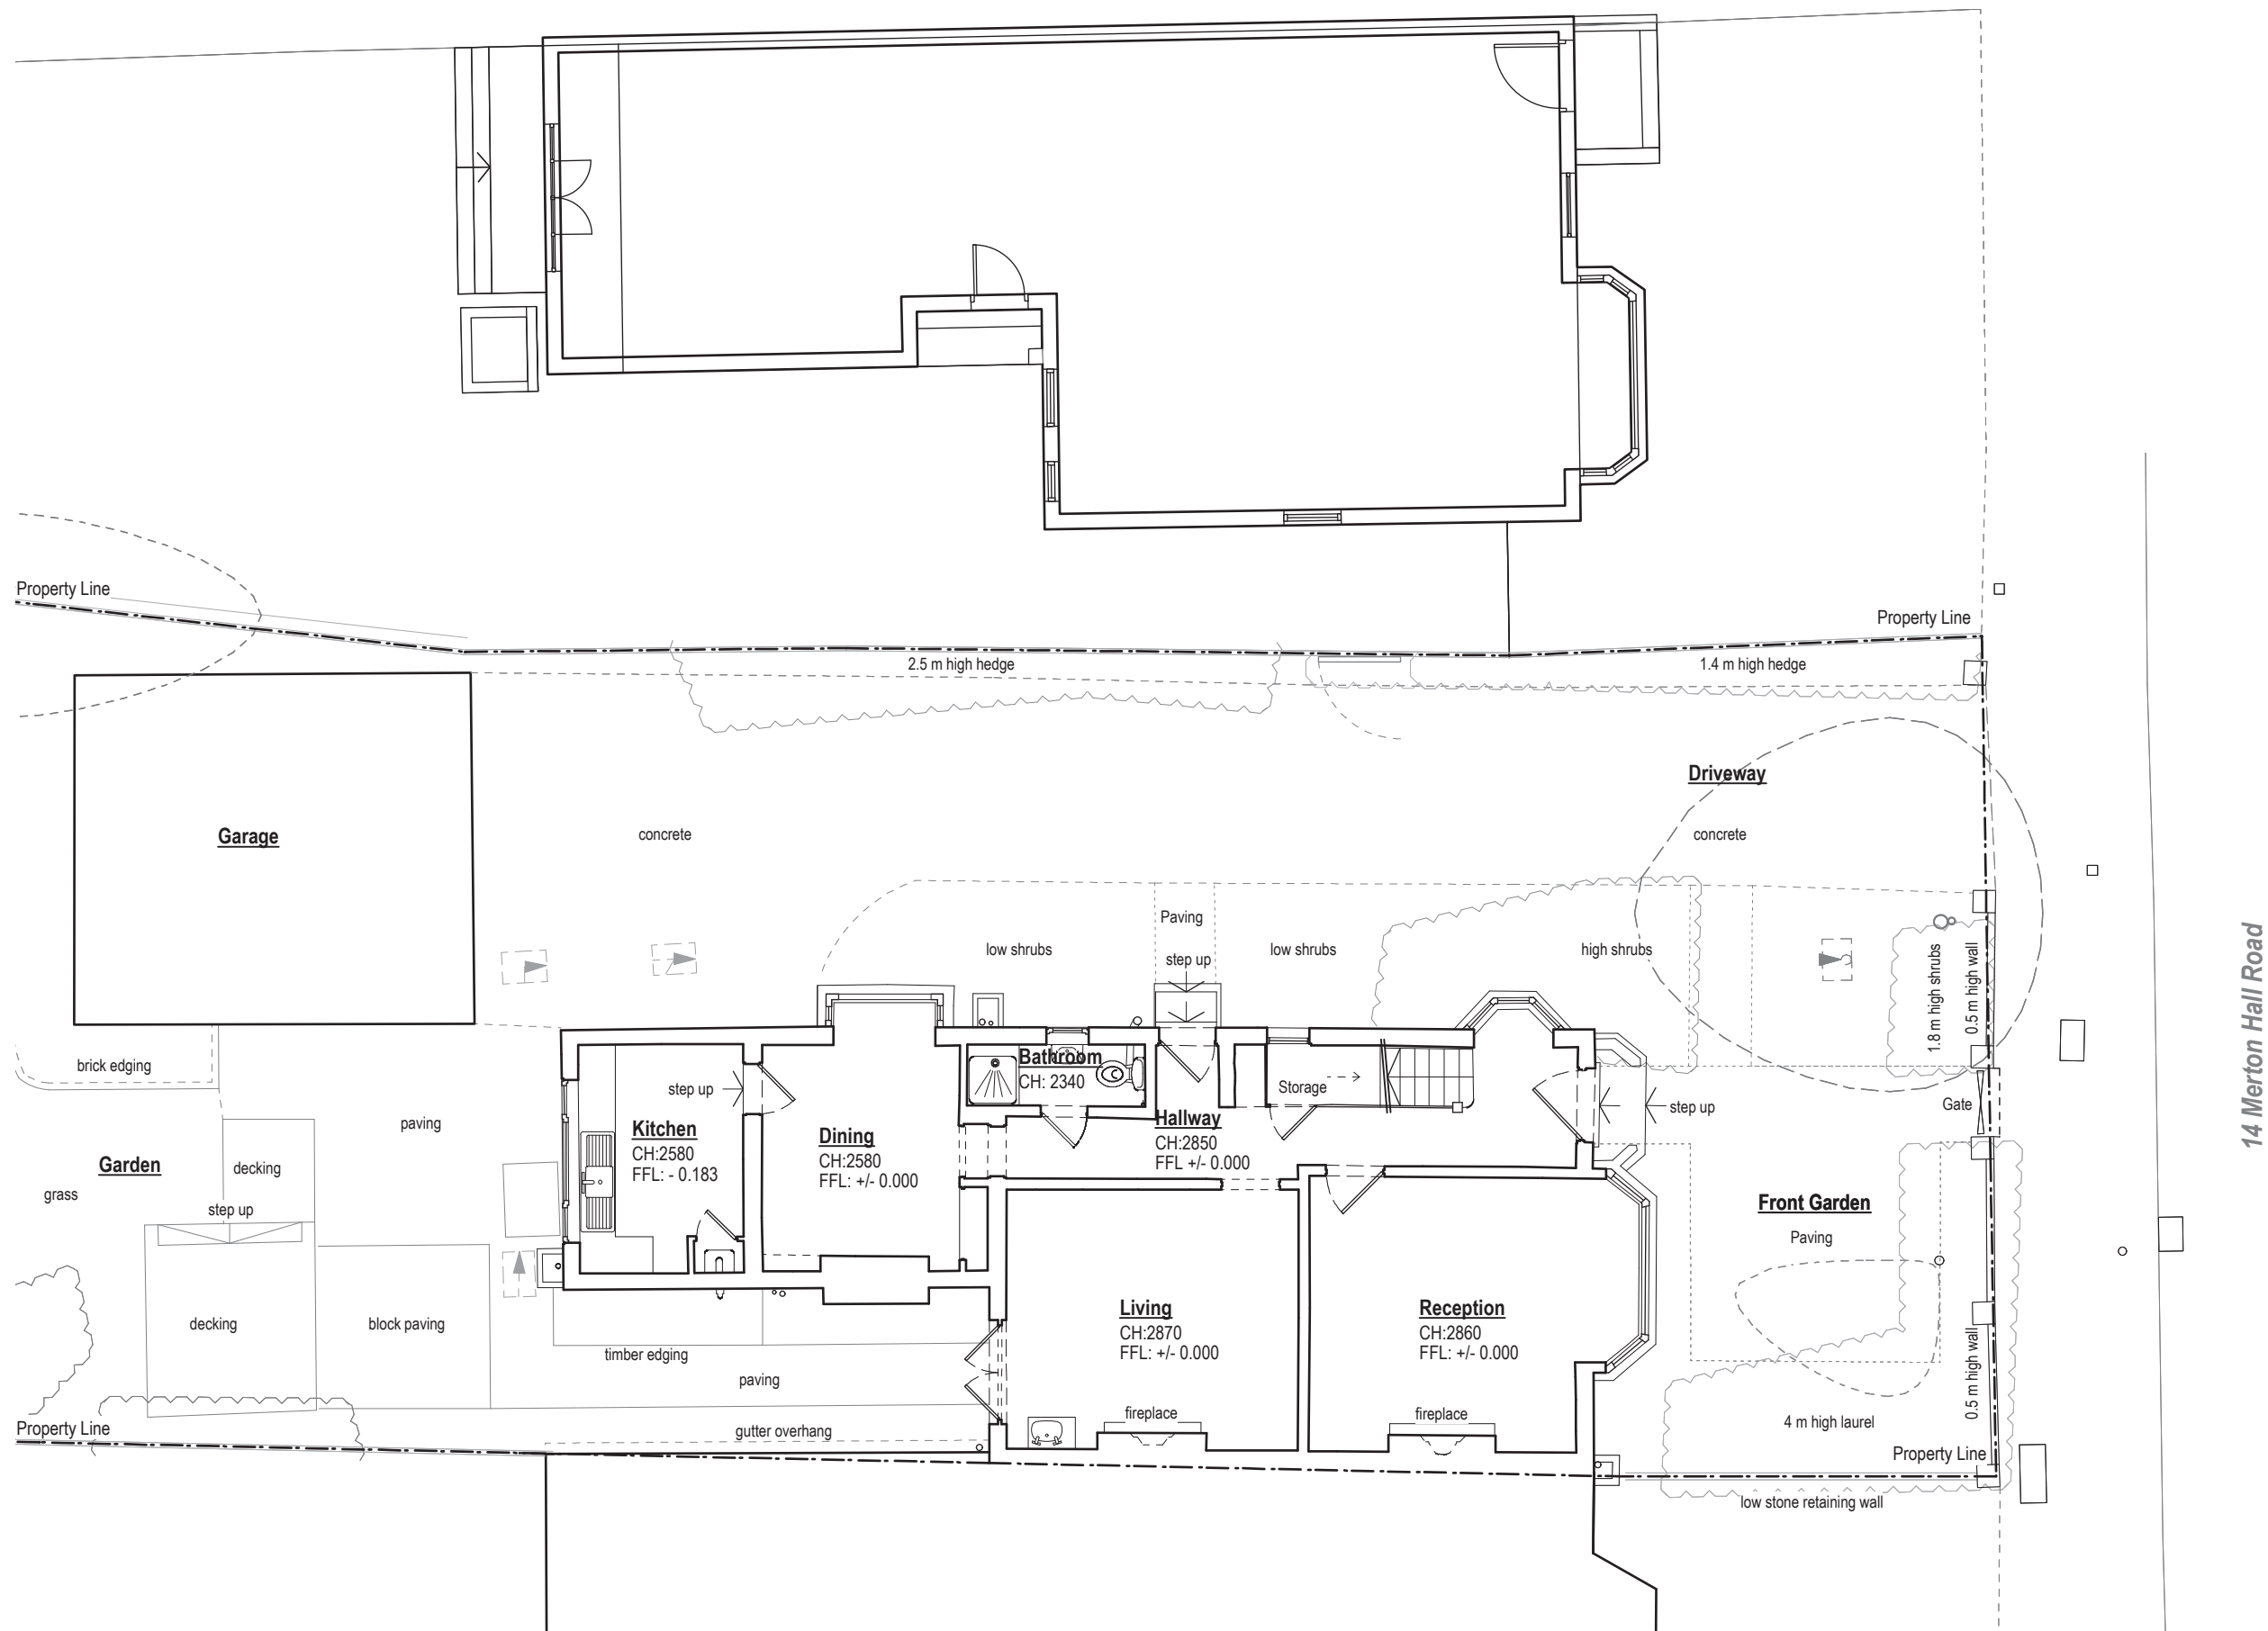 Property Line
Property Line
2.5 m high hedge
1.4 m high hedge
Driveway
Garage
concrete
concrete
Paving
low shrubs
low shrubs
high shrubs
step up
1.8 m high shrubs
0.5 m high wall
14 Merton Hall Road
brick edging
Bathroom
CH: 2340
step up
Storage
Gate
step up
paving
Kitchen
CH:2580
FFL: - 0.183
Dining
CH:2580
FFL: +/- 0.000
Hallway
CH:2850
FFL +/- 0.000
Garden
decking
grass
step up
Front Garden
Paving
decking
block paving
Living
CH:2870
FFL: +/- 0.000
Reception
CH:2860
FFL: +/- 0.000
timber edging
paving
0.5 m high wall
fireplace
fireplace
4 m high laurel
Property Line
gutter overhang
Property Line
low stone retaining wall